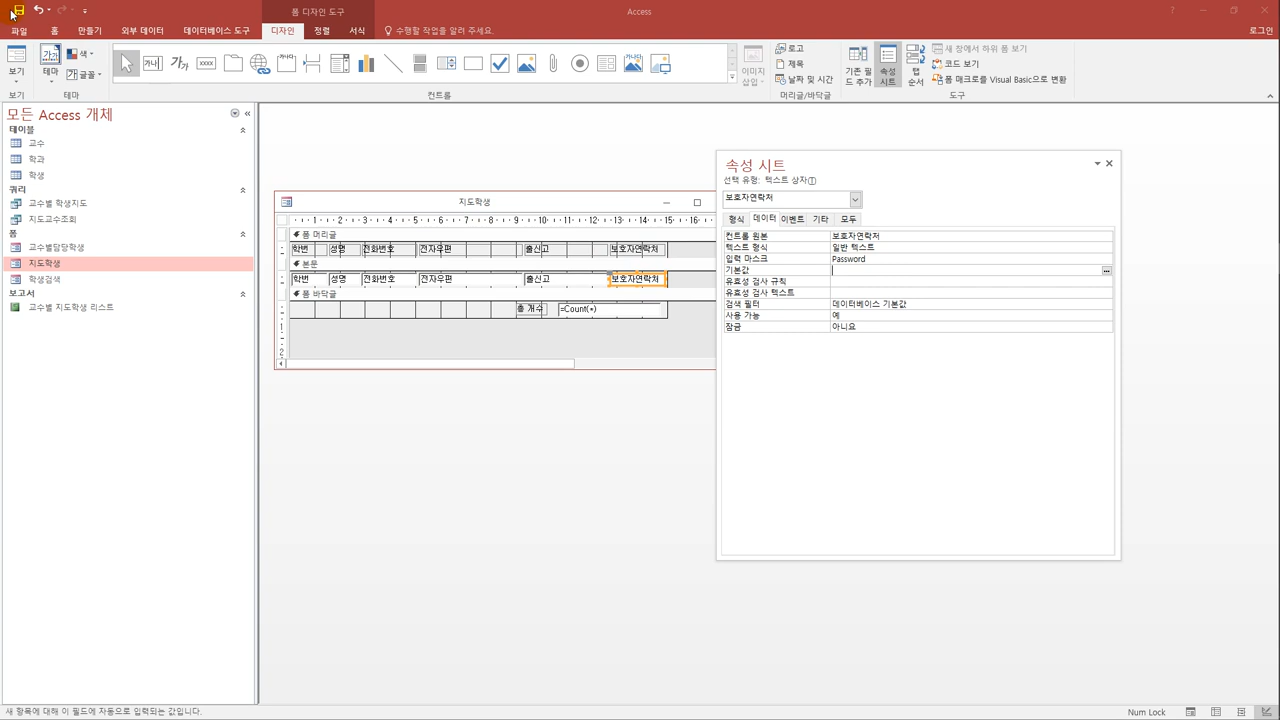 폼 디자인 도구
Access
파일 홈 만들기 외부 데이터 데이터베이스 도구 디자인 정렬 서식 수행할 작업을 알려 주세요.
로그인
보기
테마
색
글꼴
이미지 삽입
로고
제목
날짜 및 시간
기존 필드 추가
속성 시트
탭 순서
새 창에서 하위 폼 보기
코드 보기
폼 매크로를 Visual Basic으로 변환
보기 테마 컨트롤 머리글/바닥글 도구
모든 Access 개체
테이블
교수
학과
학생
쿼리
교수별 학생지도
지도교수조회
폼
교수별담당학생
지도학생
학생검색
보고서
교수별 지도학생 리스트
지도학생
1 2 3 4 5 6 7 8 9 10 11 12 13 14 15 16
폼 머리글
학번 성명 전화번호 전자우편 출신고 보호자연락처
본문
학번 성명 전화번호 전자우편 출신고 보호자연락처
폼 바닥글
총 개수 =Count(*)
1
2
속성 시트
선택 유형: 텍스트 상자(T)
보호자연락처
형식 데이터 이벤트 기타 모두
컨트롤 원본 보호자연락처
텍스트 형식 일반 텍스트
입력 마스크 Password
기본값
유효성 검사 규칙
유효성 검사 텍스트
검색 필터 데이터베이스 기본값
사용 가능 예
잠금 아니요
새 항목에 대해 이 필드에 자동으로 입력되는 값입니다.
Num Lock